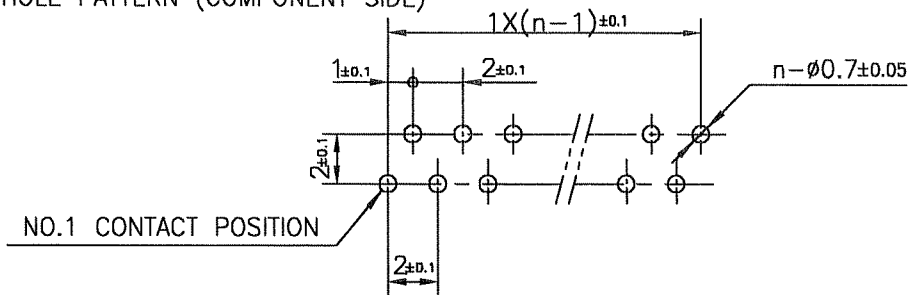 HOLE PATTERN (COMPONENT SIDE)
1X(n-1)±0.1
1±0.1
2±0.1
n-Ø0.7±0.05
2±0.1
NO.1 CONTACT POSITION
2±0.1